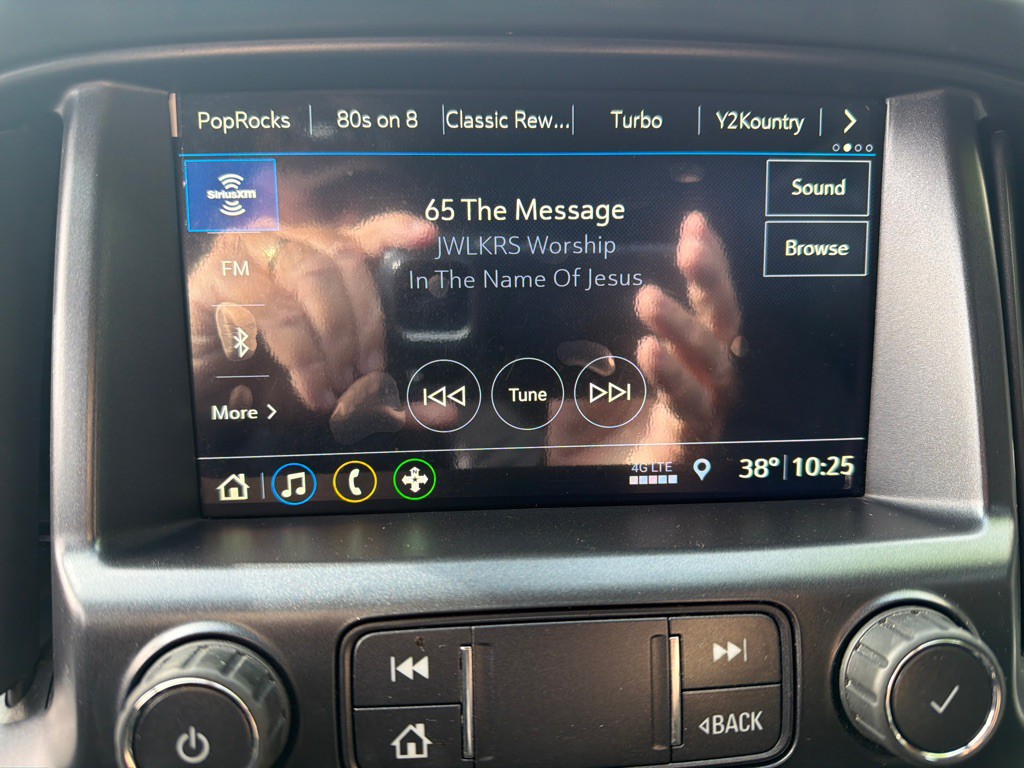 PopRocks
80s on 8
Classic Rew...
Turbo
Y2Kountry
SiriusXM
65 The Message
Sound
JWLKRS Worship
Browse
FM
In The Name Of Jesus
Tune
More
4G LTE
38°
10:25
BACK